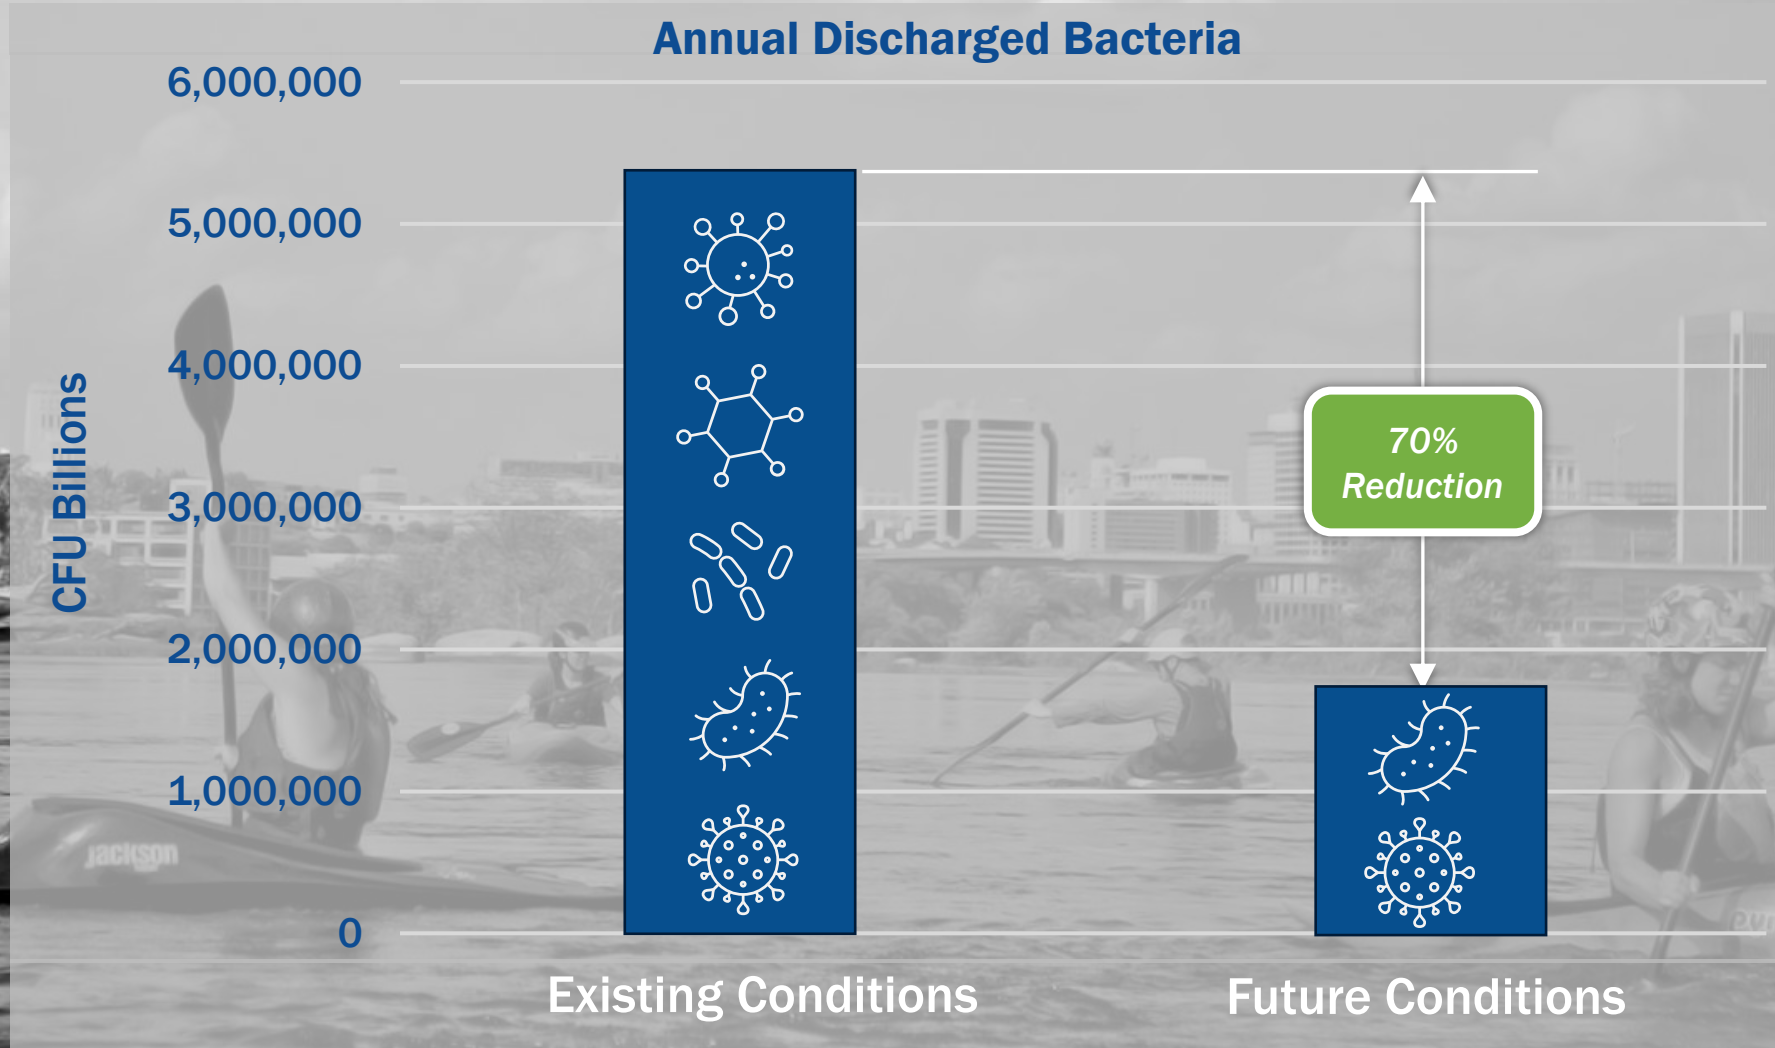 Annual Discharged Bacteria
6,000,000
5,000,000
4,000,000
3,000,000
2,000,000
1,000,000
0
CFU Billions
70%
Reduction
Existing Conditions
Future Conditions
jackson